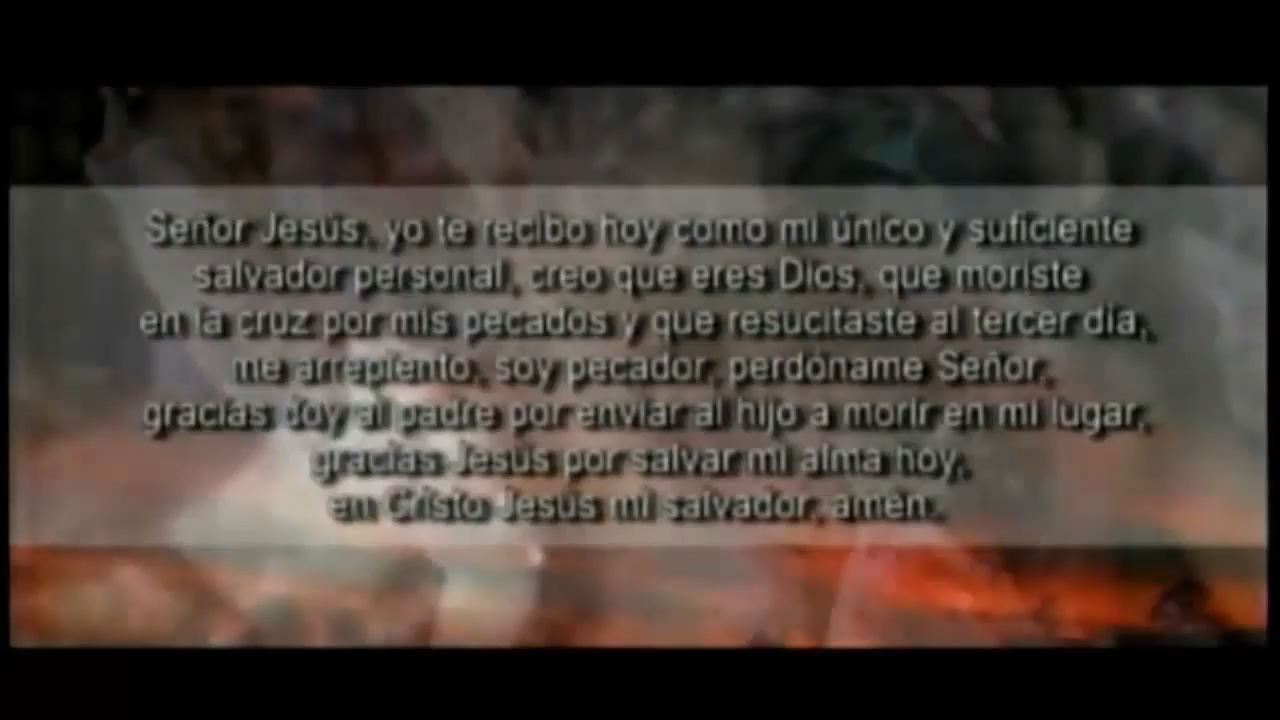 Señor Jesús, yo te recibo hoy como mi único y suficiente
salvador personal, creo que eres Dios, que moriste
en la cruz por mis pecados y que resucitaste al tercer día,
me arrepiento, soy pecador, perdóname Señor,
gracias doy al padre por enviar al hijo a morir en mi lugar,
gracias Jesús por salvar mi alma hoy,
en Cristo Jesús mi salvador, amén.